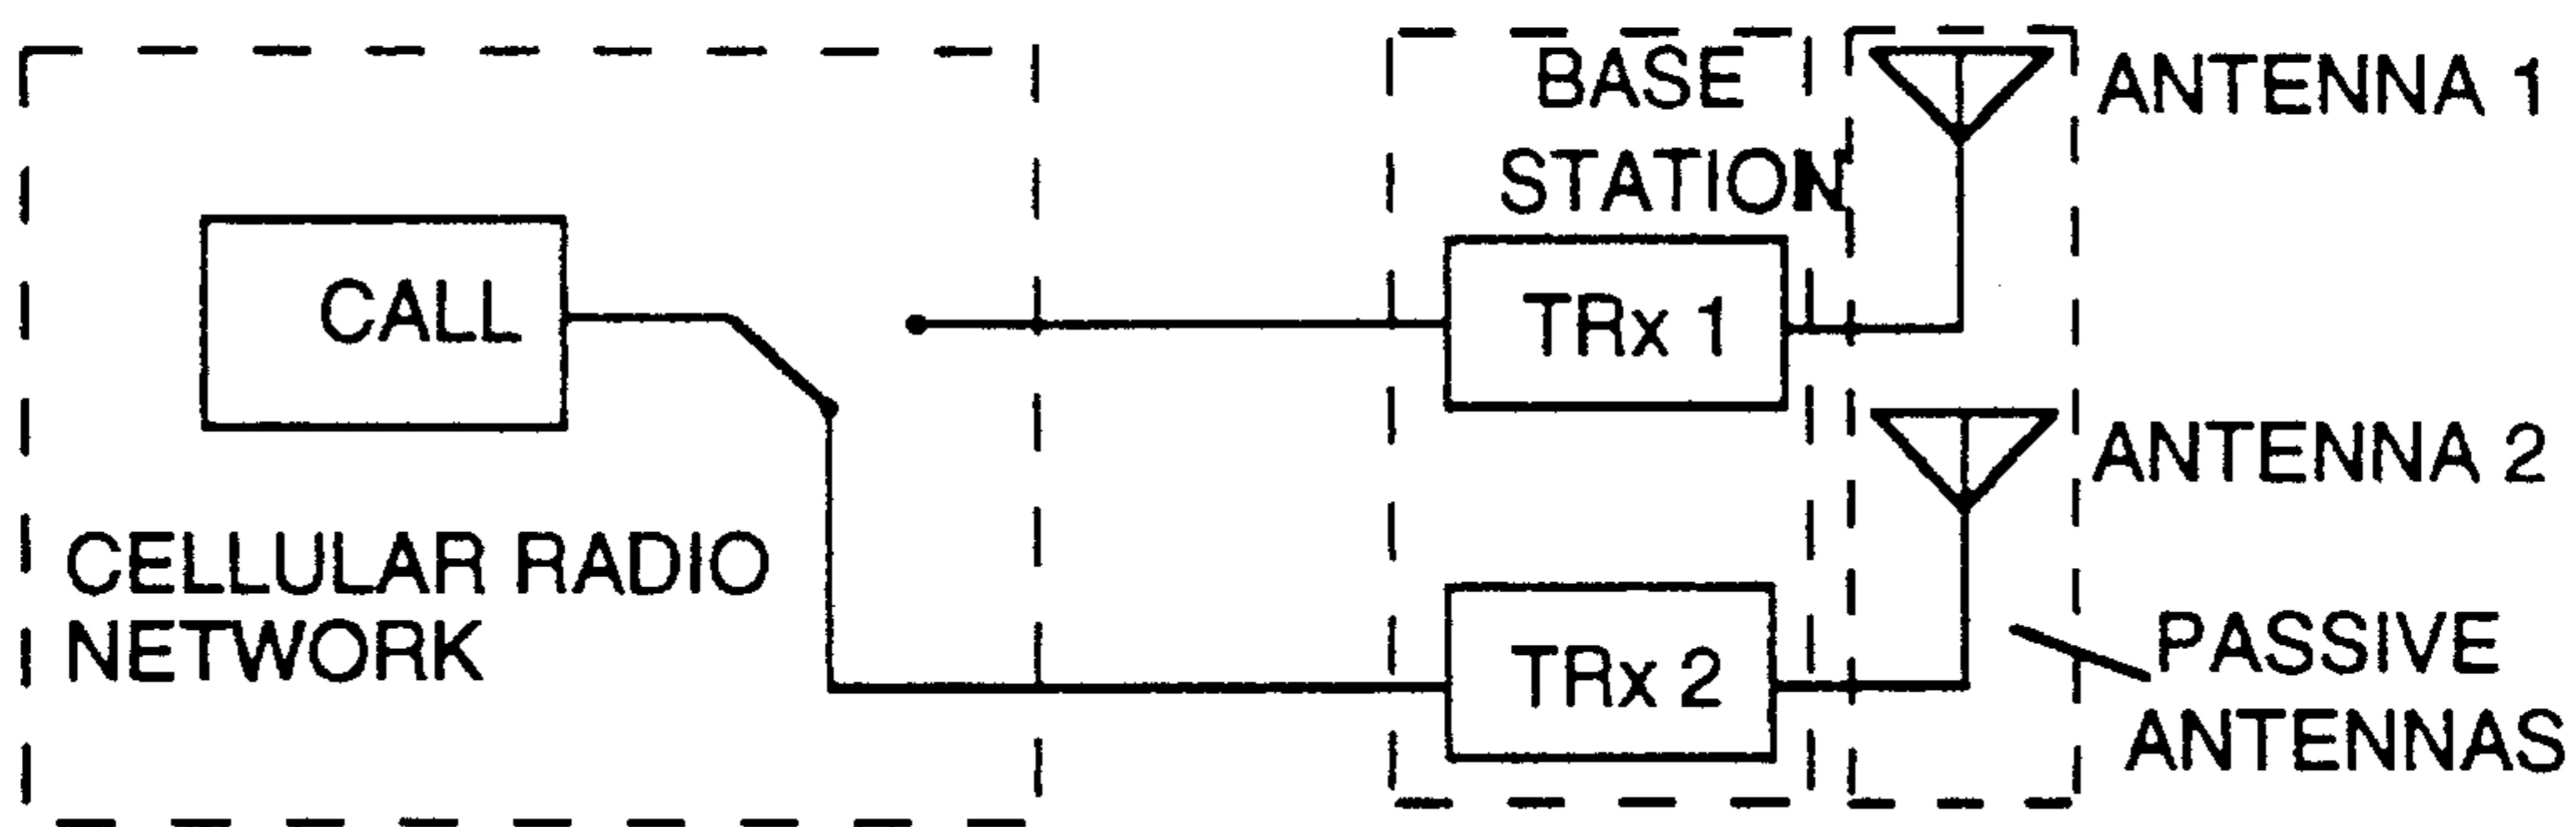 BASE
STATION
ANTENNA 1
CALL
TRx 1
ANTENNA 2
CELLULAR RADIO
NETWORK
TRx 2
PASSIVE
ANTENNAS